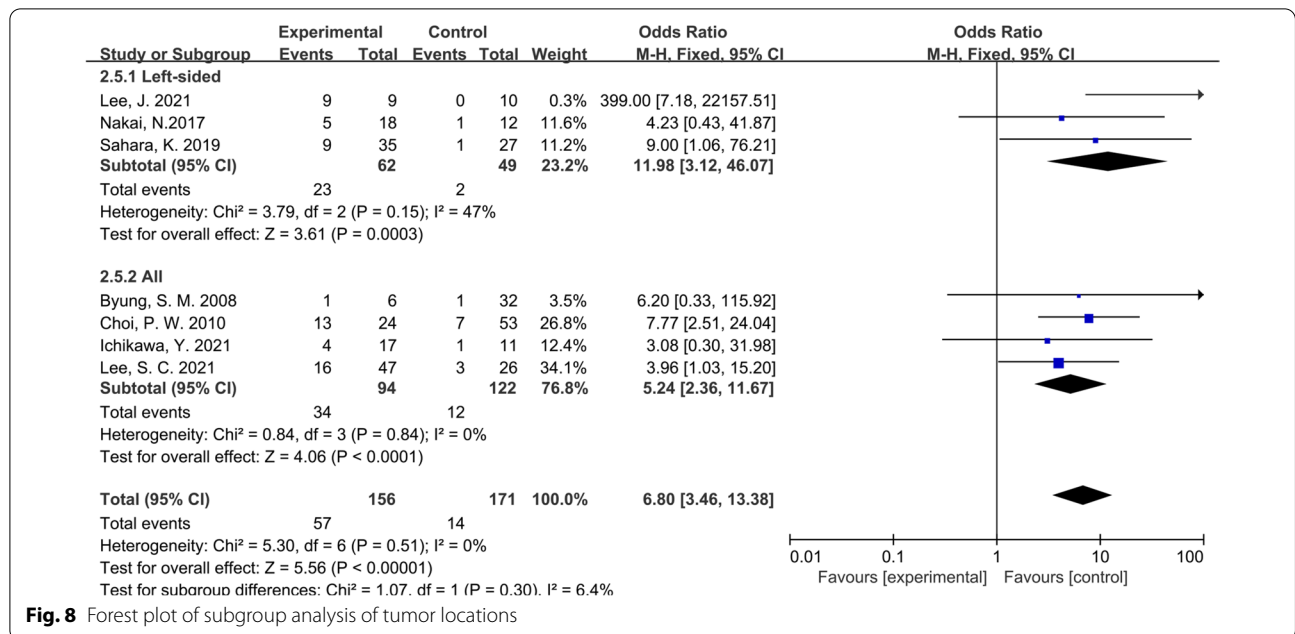 Experimental Control Odds Ratio Odds Ratio
Study or Subgroup Events Total Events Total Weight M-H, Fixed, 95% CI M-H, Fixed, 95% CI
2.5.1 Left-sided
Lee, J. 2021 9 9 0 10 0.3% 399.00 [7.18, 22157.51]
Nakai, N.2017 5 18 1 12 11.6% 4.23 [0.43, 41.87]
Sahara, K. 2019 9 35 1 27 11.2% 9.00 [1.06, 76.21]
Subtotal (95% CI) 62 49 23.2% 11.98 [3.12, 46.07]
Total events 23 2
Heterogeneity: Chi² = 3.79, df = 2 (P = 0.15); I² = 47%
Test for overall effect: Z = 3.61 (P = 0.0003)
2.5.2 All
Byung, S. M. 2008 1 6 1 32 3.5% 6.20 [0.33, 115.92]
Choi, P. W. 2010 13 24 7 53 26.8% 7.77 [2.51, 24.04]
Ichikawa, Y. 2021 4 17 1 11 12.4% 3.08 [0.30, 31.98]
Lee, S. C. 2021 16 47 3 26 34.1% 3.96 [1.03, 15.20]
Subtotal (95% CI) 94 122 76.8% 5.24 [2.36, 11.67]
Total events 34 12
Heterogeneity: Chi² = 0.84, df = 3 (P = 0.84); I² = 0%
Test for overall effect: Z = 4.06 (P < 0.0001)
Total (95% CI) 156 171 100.0% 6.80 [3.46, 13.38]
Total events 57 14
Heterogeneity: Chi² = 5.30, df = 6 (P = 0.51); I² = 0%
Test for overall effect: Z = 5.56 (P < 0.00001)
Test for subgroup differences: Chi² = 1.07, df = 1 (P = 0.30), I² = 6.4%
0.01 0.1 1 10 100
Favours [experimental] Favours [control]
Fig. 8 Forest plot of subgroup analysis of tumor locations